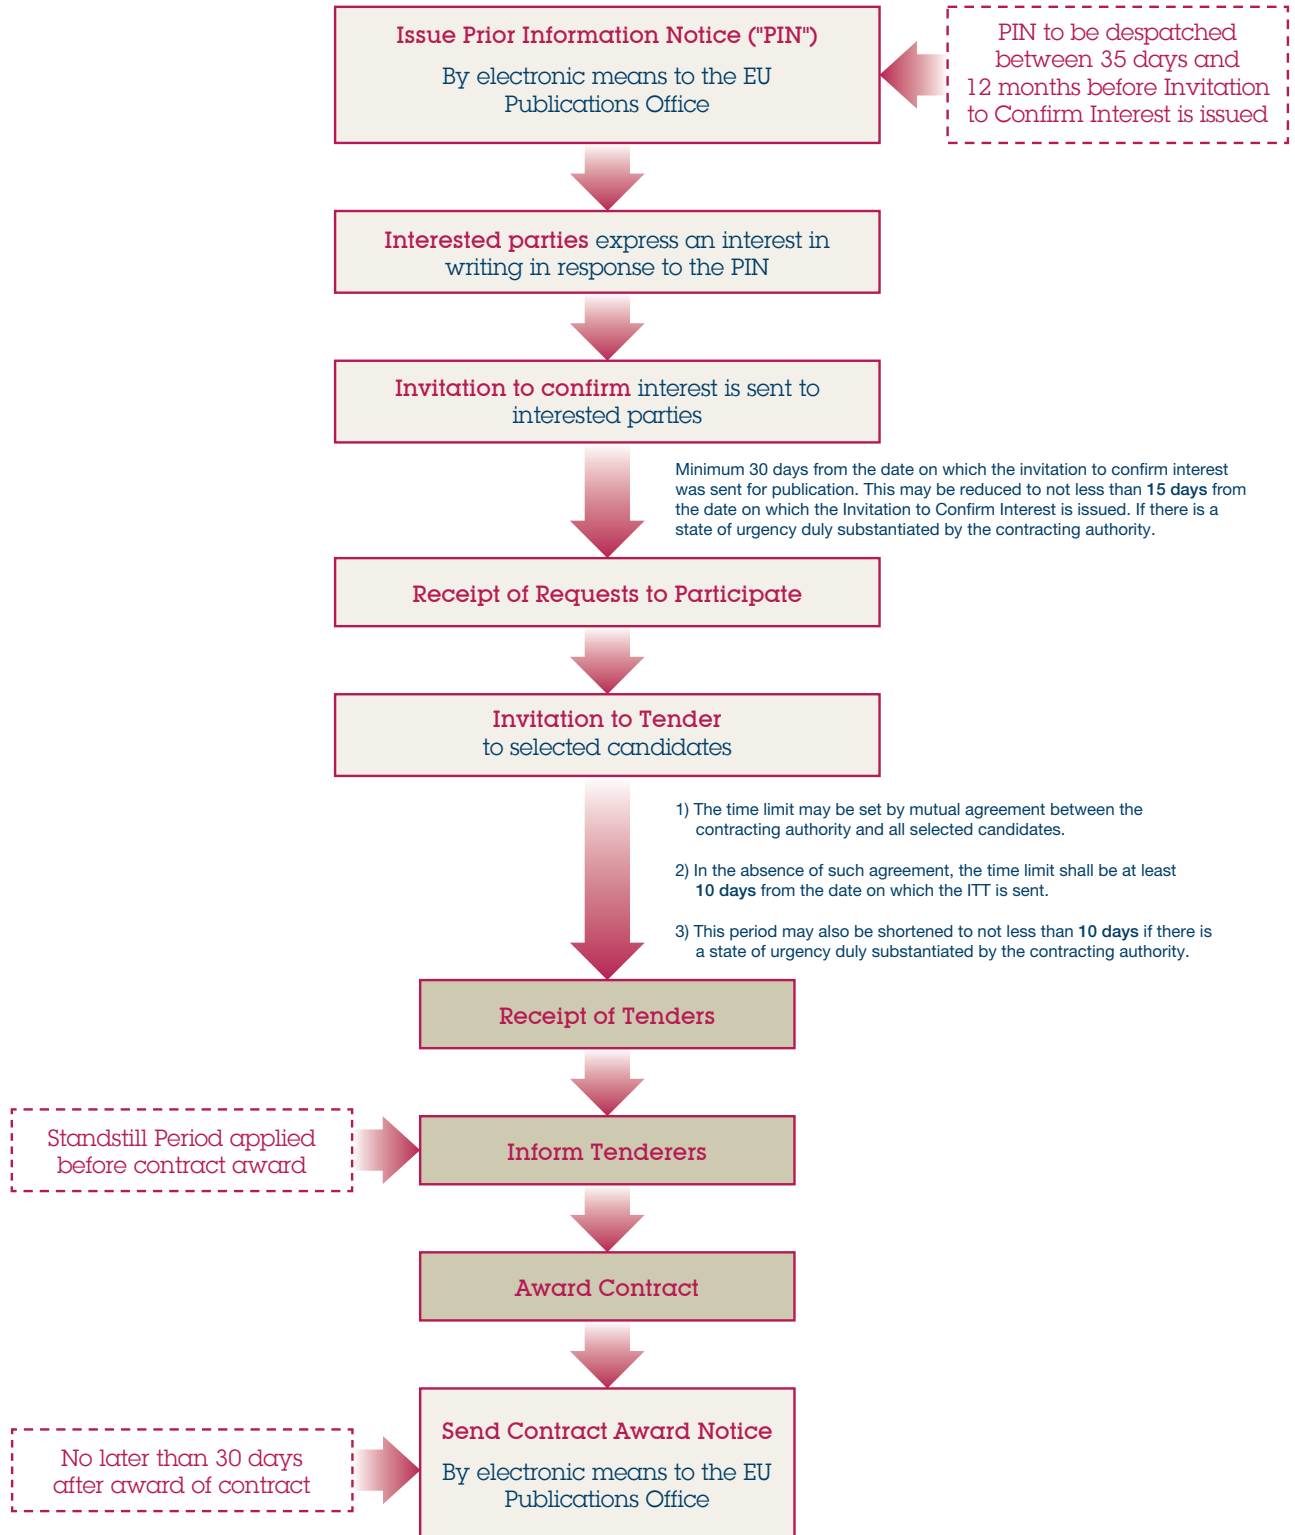 Issue Prior Information Notice ("PIN")
By electronic means to the EU
Publications Office
PIN to be despatched
between 35 days and
12 months before Invitation
to Confirm Interest is issued
Interested parties express an interest in
writing in response to the PIN
Invitation to confirm interest is sent to
interested parties
Minimum 30 days from the date on which the invitation to confirm interest
was sent for publication. This may be reduced to not less than 15 days from
the date on which the Invitation to Confirm Interest is issued. If there is a
state of urgency duly substantiated by the contracting authority.
Receipt of Requests to Participate
Invitation to Tender
to selected candidates
1) The time limit may be set by mutual agreement between the
contracting authority and all selected candidates.
2) In the absence of such agreement, the time limit shall be at least
10 days from the date on which the ITT is sent.
3) This period may also be shortened to not less than 10 days if there is
a state of urgency duly substantiated by the contracting authority.
Receipt of Tenders
Standstill Period applied
before contract award
Inform Tenderers
Award Contract
Send Contract Award Notice
By electronic means to the EU
Publications Office
No later than 30 days
after award of contract